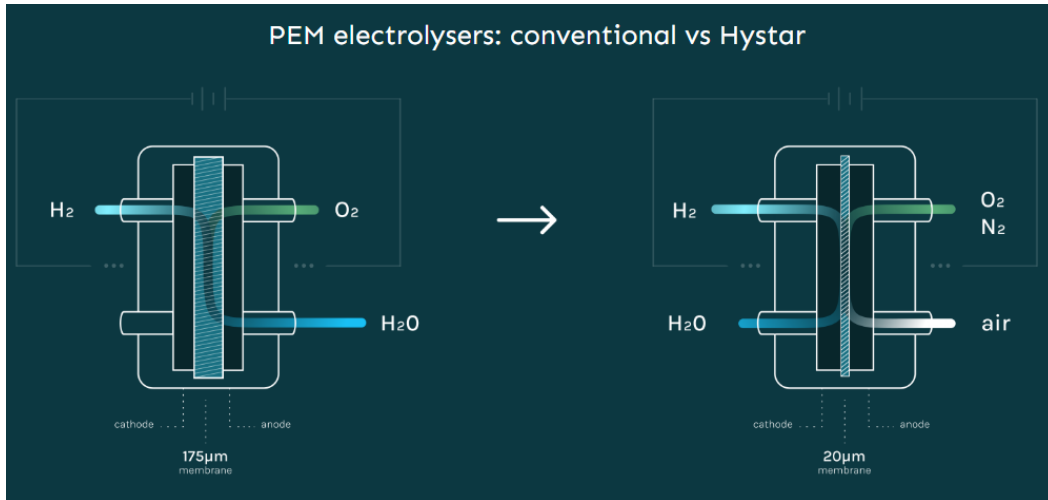 PEM electrolysers: conventional vs Hystar
H₂
O₂
H₂O
cathode
anode
175μm
membrane
H₂
O₂
N₂
H₂O
air
cathode
anode
20μm
membrane